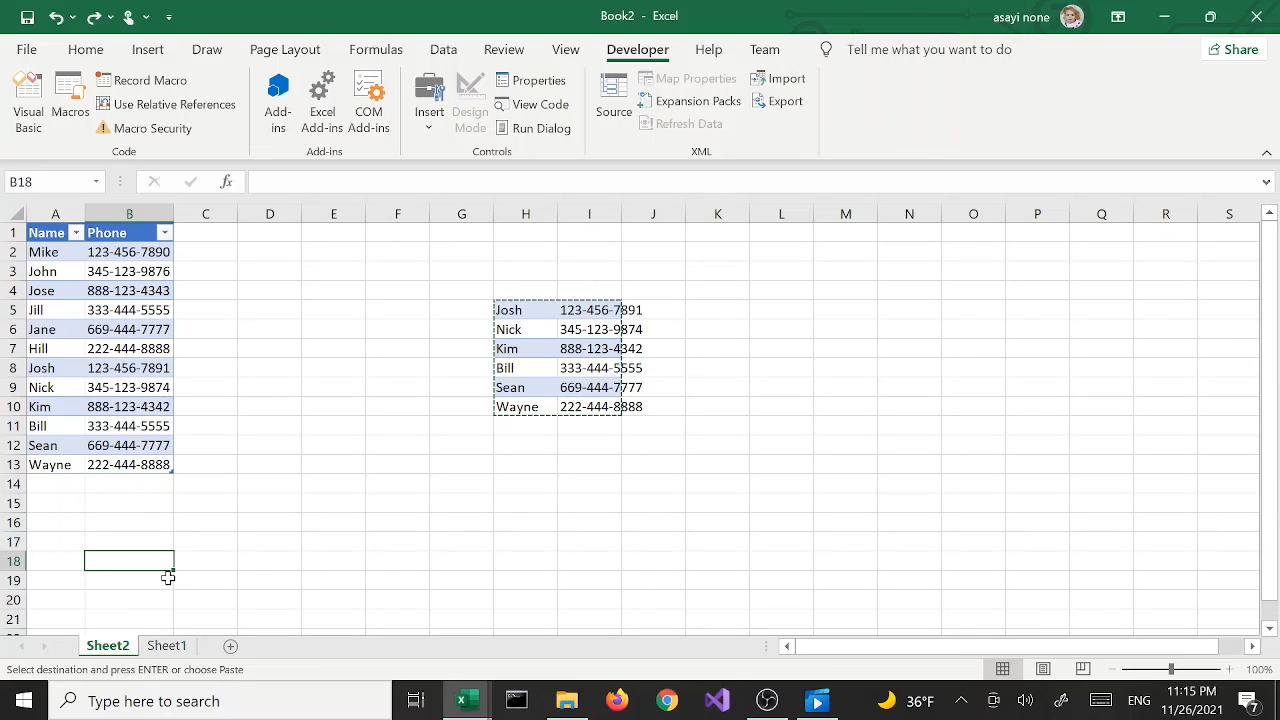 Book2 - Excel
asayi none
File Home Insert Draw Page Layi Formulas Data Review View Developer Help Team Tell me what you want to do Share
Visual Basic
Macros
Record Macro
Use Relative References
Macro Security
Code
Add-ins
Excel Add-ins
COM Add-ins
Add-ins
Insert
Design Mode
Properties
View Code
Run Dialog
Controls
Source
Map Properties
Expansion Packs
Refresh Data
Import
Export
XML
B18 fx
A B C D E F G H I J K L M N O P Q R S
1 Name Phone
2 Mike 123-456-7890
3 John 345-123-9876
4 Jose 888-123-4343
5 Jill 333-444-5555 Josh 123-456-7891
6 Jane 669-444-7777 Nick 345-123-9874
7 Hill 222-444-8888 Kim 888-123-4342
8 Josh 123-456-7891 Bill 333-444-5555
9 Nick 345-123-9874 Sean 669-444-7777
10 Kim 888-123-4342 Wayne 222-444-8888
11 Bill 333-444-5555
12 Sean 669-444-7777
13 Wayne 222-444-8888
14
15
16
17
18
19
20
21
Sheet2 Sheet1
Select destination and press ENTER or choose Paste 100%
Type here to search 36°F ENG 11:15 PM
11/26/2021 7